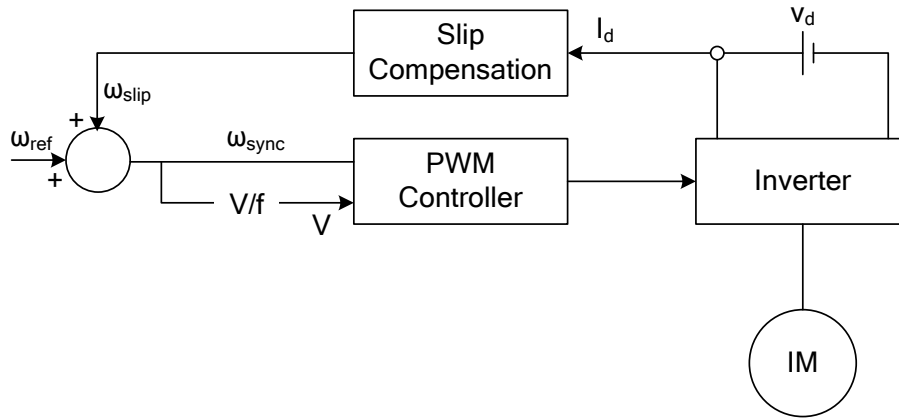 Slip
Compensation
I_d
v_d
ω_slip
+
ω_ref
+
ω_sync
V/f
V
PWM
Controller
Inverter
IM